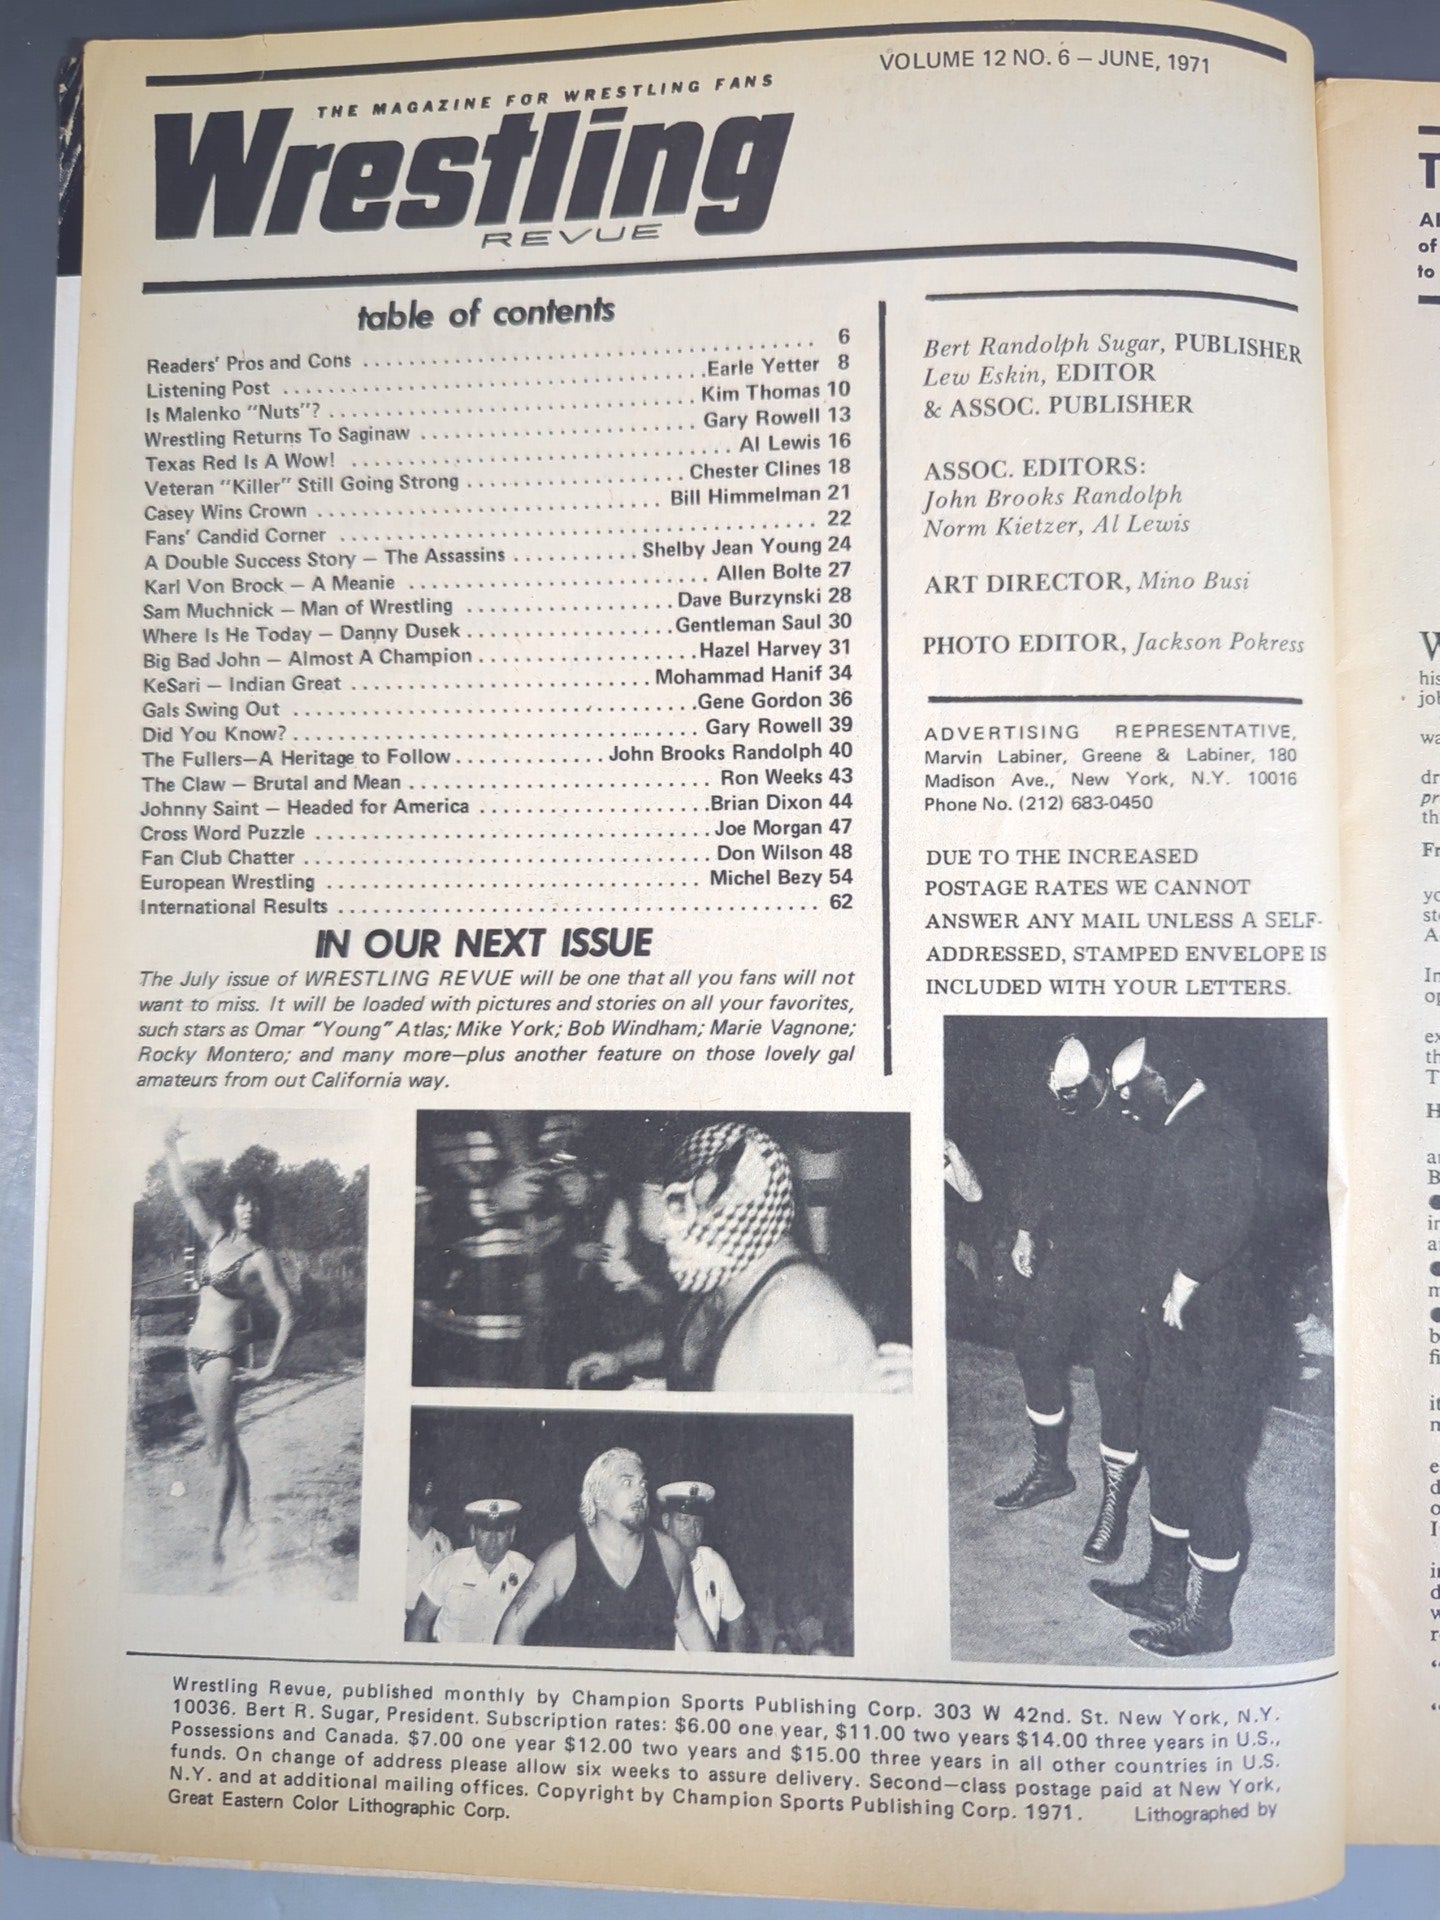 VOLUME 12 NO. 6 – JUNE, 1971
THE MAGAZINE FOR WRESTLING FANS
Wrestling
REVUE
table of contents
Readers' Pros and Cons .......... 6
Listening Post .......... Earle Yetter 8
Is Malenko "Nuts"? .......... Kim Thomas 10
Wrestling Returns To Saginaw .......... Gary Rowell 13
Texas Red Is A Wow! .......... Al Lewis 16
Veteran "Killer" Still Going Strong .......... Chester Clines 18
Casey Wins Crown .......... Bill Himmelman 21
Fans' Candid Corner .......... 22
A Double Success Story – The Assassins .......... Shelby Jean Young 24
Karl Von Brock – A Meanie .......... Allen Bolte 27
Sam Muchnick – Man of Wrestling .......... Dave Burzynski 28
Where Is He Today – Danny Dusek .......... Gentleman Saul 30
Big Bad John – Almost A Champion .......... Hazel Harvey 31
KeSari – Indian Great .......... Mohammad Hanif 34
Gals Swing Out .......... Gene Gordon 36
Did You Know? .......... Gary Rowell 39
The Fullers–A Heritage to Follow .......... John Brooks Randolph 40
The Claw – Brutal and Mean .......... Ron Weeks 43
Johnny Saint – Headed for America .......... Brian Dixon 44
Cross Word Puzzle .......... Joe Morgan 47
Fan Club Chatter .......... Don Wilson 48
European Wrestling .......... Michel Bezy 54
International Results .......... 62
IN OUR NEXT ISSUE
The July issue of WRESTLING REVUE will be one that all you fans will not
want to miss. It will be loaded with pictures and stories on all your favorites,
such stars as Omar "Young" Atlas; Mike York; Bob Windham; Marie Vagnone;
Rocky Montero; and many more—plus another feature on those lovely gal
amateurs from out California way.
Bert Randolph Sugar, PUBLISHER
Lew Eskin, EDITOR
& ASSOC. PUBLISHER
ASSOC. EDITORS:
John Brooks Randolph
Norm Kietzer, Al Lewis
ART DIRECTOR, Mino Busi
PHOTO EDITOR, Jackson Pokress
ADVERTISING REPRESENTATIVE,
Marvin Labiner, Greene & Labiner, 180
Madison Ave., New York, N.Y. 10016
Phone No. (212) 683-0450
DUE TO THE INCREASED
POSTAGE RATES WE CANNOT
ANSWER ANY MAIL UNLESS A SELF-
ADDRESSED, STAMPED ENVELOPE IS
INCLUDED WITH YOUR LETTERS.
Wrestling Revue, published monthly by Champion Sports Publishing Corp. 303 W 42nd. St. New York, N.Y.
10036. Bert R. Sugar, President. Subscription rates: $6.00 one year, $11.00 two years $14.00 three years in U.S.,
Possessions and Canada. $7.00 one year $12.00 two years and $15.00 three years in all other countries in U.S.
funds. On change of address please allow six weeks to assure delivery. Second—class postage paid at New York,
N.Y. and at additional mailing offices. Copyright by Champion Sports Publishing Corp. 1971. Lithographed by
Great Eastern Color Lithographic Corp.